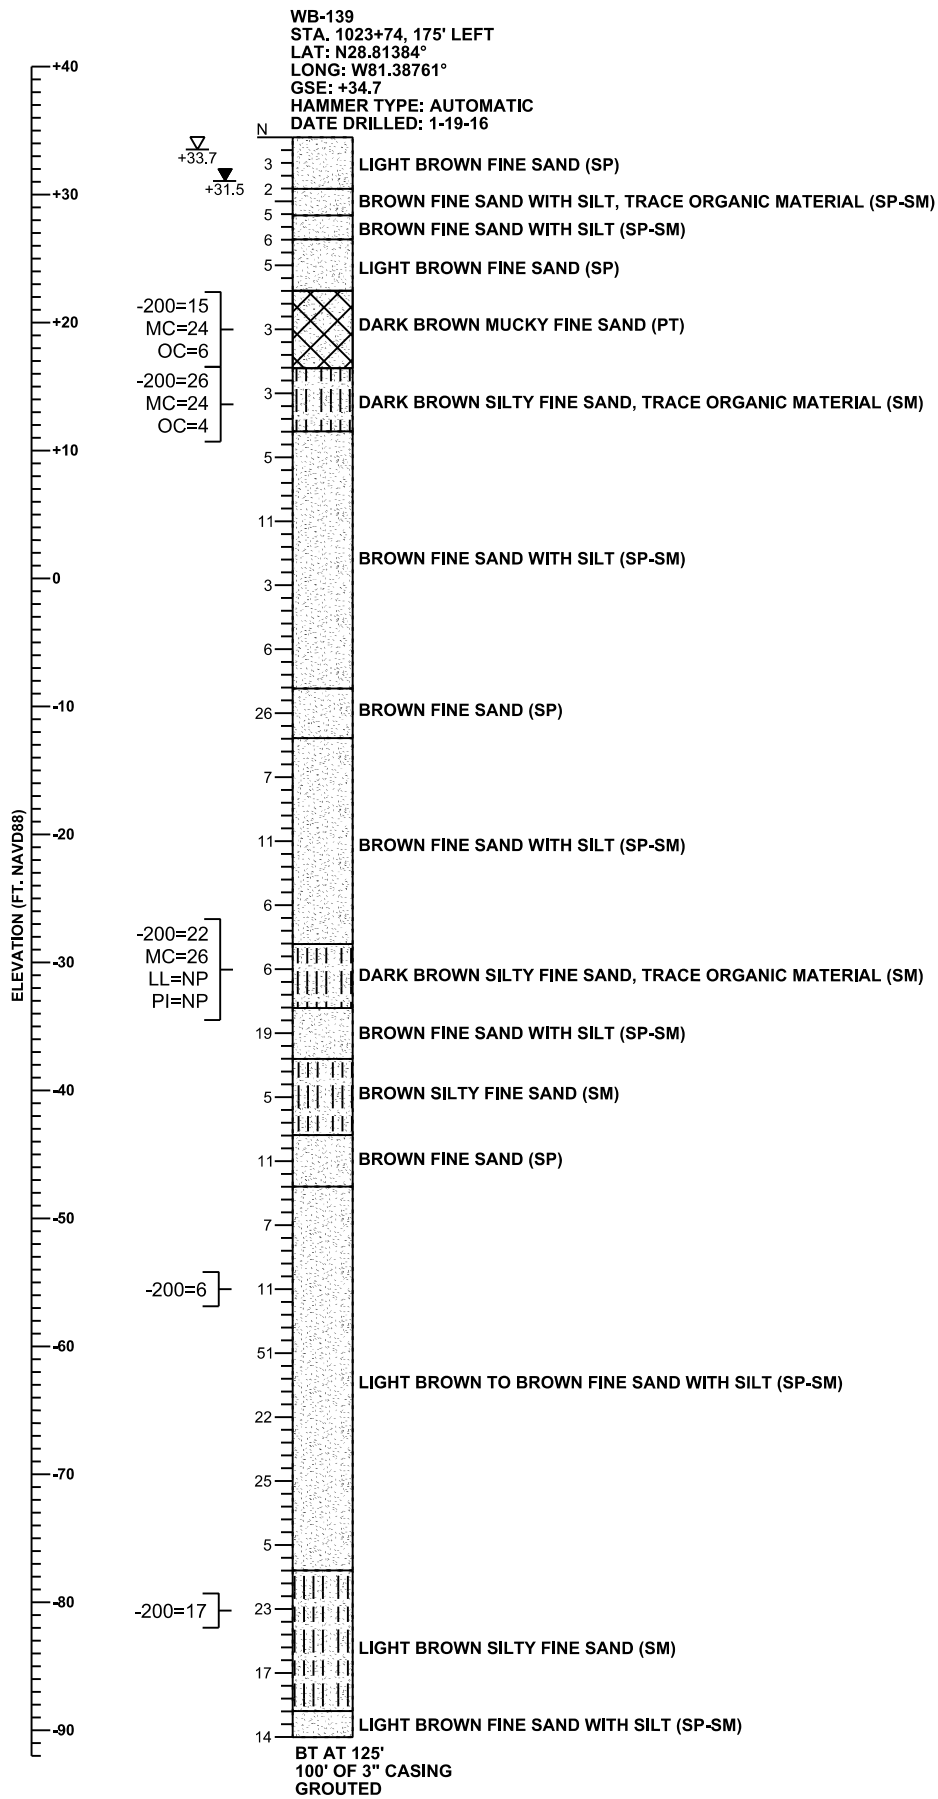 WB-139
STA. 1023+74, 175' LEFT
LAT: N28.81384°
LONG: W81.38761°
GSE: +34.7
HAMMER TYPE: AUTOMATIC
DATE DRILLED: 1-19-16
N
+40
+33.7
3
LIGHT BROWN FINE SAND (SP)
+31.5
2
+30
BROWN FINE SAND WITH SILT, TRACE ORGANIC MATERIAL (SP-SM)
5
BROWN FINE SAND WITH SILT (SP-SM)
6
5
LIGHT BROWN FINE SAND (SP)
-200=15
MC=24
OC=6
+20
3
DARK BROWN MUCKY FINE SAND (PT)
-200=26
MC=24
OC=4
3
DARK BROWN SILTY FINE SAND, TRACE ORGANIC MATERIAL (SM)
+10
5
11
BROWN FINE SAND WITH SILT (SP-SM)
0
3
6
-10
26
BROWN FINE SAND (SP)
7
-20
11
BROWN FINE SAND WITH SILT (SP-SM)
6
ELEVATION (FT. NAVD88)
-200=22
MC=26
LL=NP
PI=NP
-30
6
DARK BROWN SILTY FINE SAND, TRACE ORGANIC MATERIAL (SM)
19
BROWN FINE SAND WITH SILT (SP-SM)
-40
5
BROWN SILTY FINE SAND (SM)
11
BROWN FINE SAND (SP)
-50
7
-200=6
11
-60
51
LIGHT BROWN TO BROWN FINE SAND WITH SILT (SP-SM)
22
-70
25
5
-80
-200=17
23
LIGHT BROWN SILTY FINE SAND (SM)
17
-90
LIGHT BROWN FINE SAND WITH SILT (SP-SM)
14
BT AT 125'
100' OF 3" CASING
GROUTED